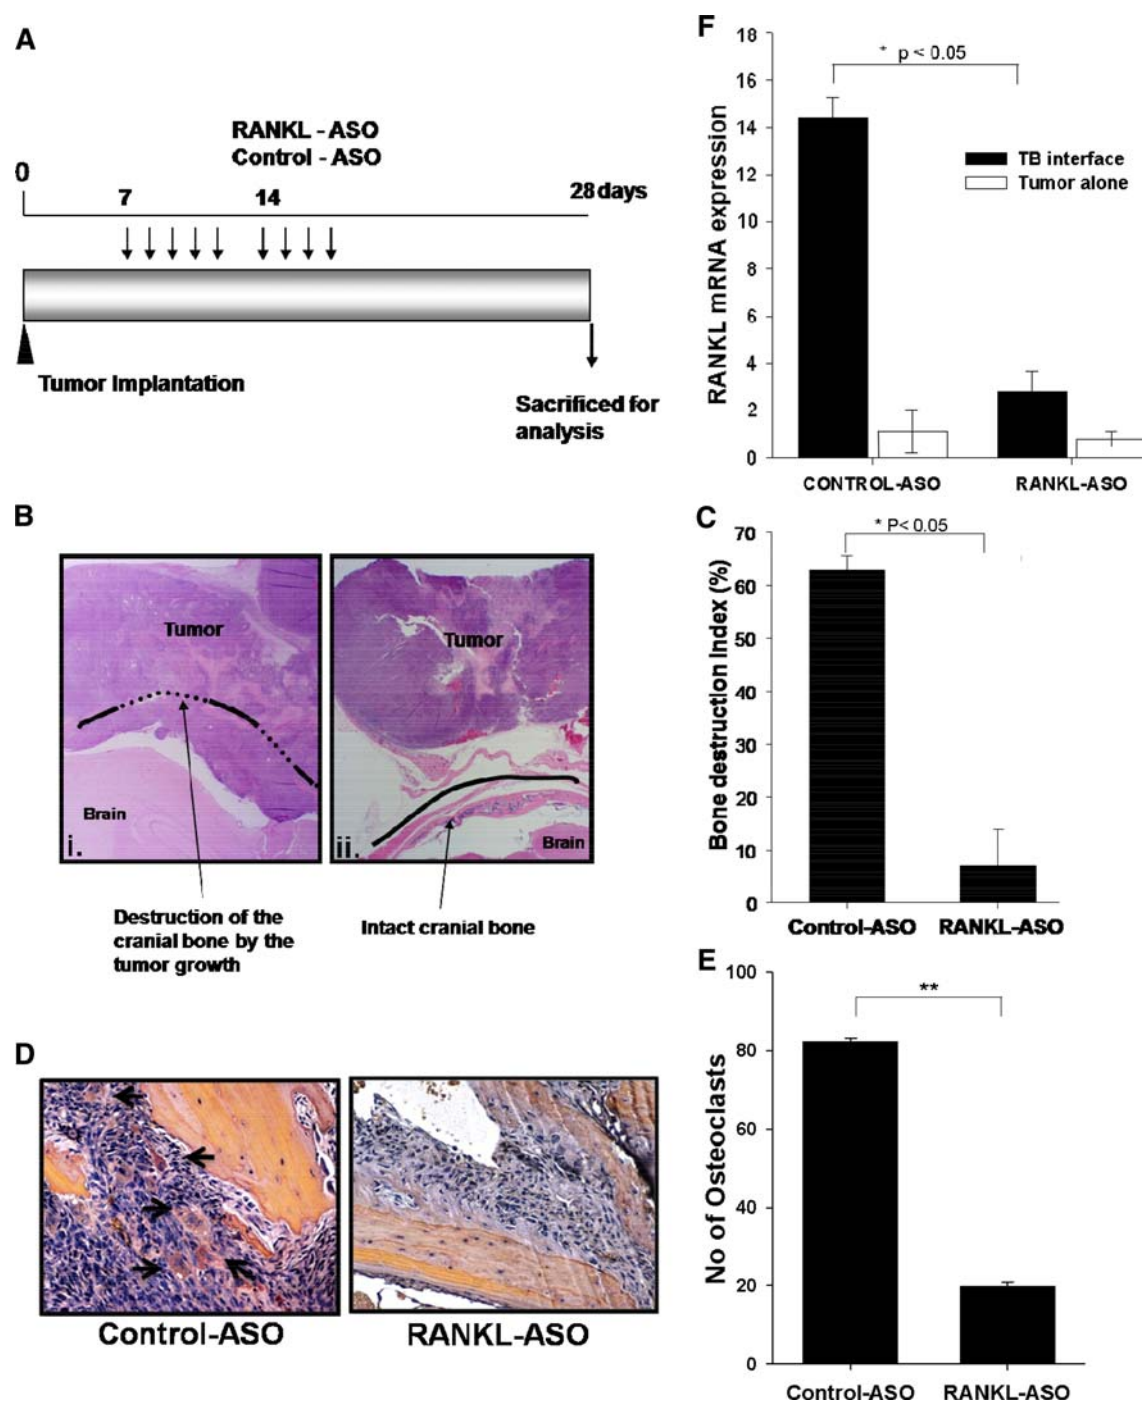 A
RANKL - ASO
Control - ASO
0
7
14
28 days
Tumor Implantation
Sacrificed for
analysis
B
Tumor
Brain
i.
Tumor
Brain
ii.
Destruction of the
cranial bone by the
tumor growth
Intact cranial bone
D
Control-ASO
RANKL-ASO
F
RANKL mRNA expression
18
16
14
12
10
8
6
4
2
0
* p < 0.05
TB interface
Tumor alone
CONTROL-ASO
RANKL-ASO
C
Bone destruction Index (%)
70
60
50
40
30
20
10
0
* P< 0.05
Control-ASO
RANKL-ASO
E
No of Osteoclasts
100
80
60
40
20
0
**
Control-ASO
RANKL-ASO